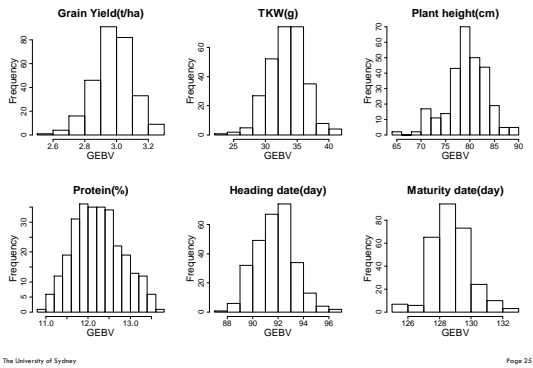 Grain Yield(t/ha)
Frequency
0 20 40 60 80
2.6 2.8 3.0 3.2
GEBV
TKW(g)
Frequency
0 20 40 60
25 30 35 40
GEBV
Plant height(cm)
Frequency
0 10 20 30 40 50 60 70
65 70 75 80 85 90
GEBV
Protein(%)
Frequency
0 5 10 20 30
11.0 12.0 13.0
GEBV
Heading date(day)
Frequency
0 20 40 60
88 90 92 94 96
GEBV
Maturity date(day)
Frequency
0 20 40 60 80
126 128 130 132
GEBV
The University of Sydney
Page 25